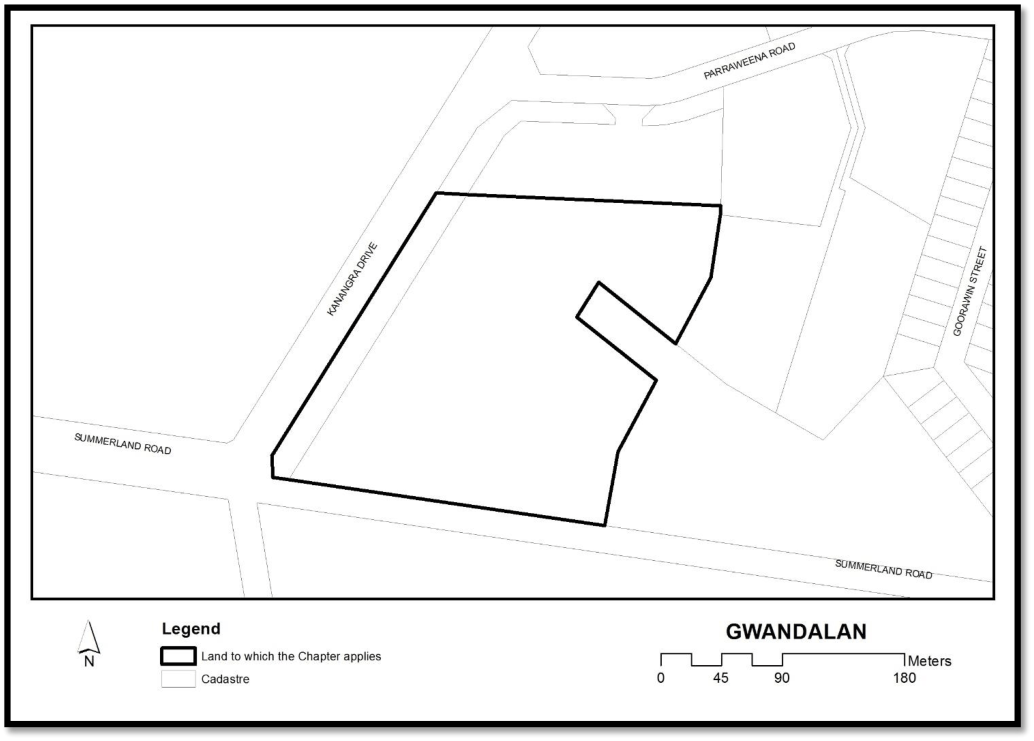 PARRAWEENA ROAD
KANANGRA DRIVE
GOORAWIN STREET
SUMMERLAND ROAD
SUMMERLAND ROAD
N
Legend
Land to which the Chapter applies
Cadastre
GWANDALAN
Meters
0 45 90 180